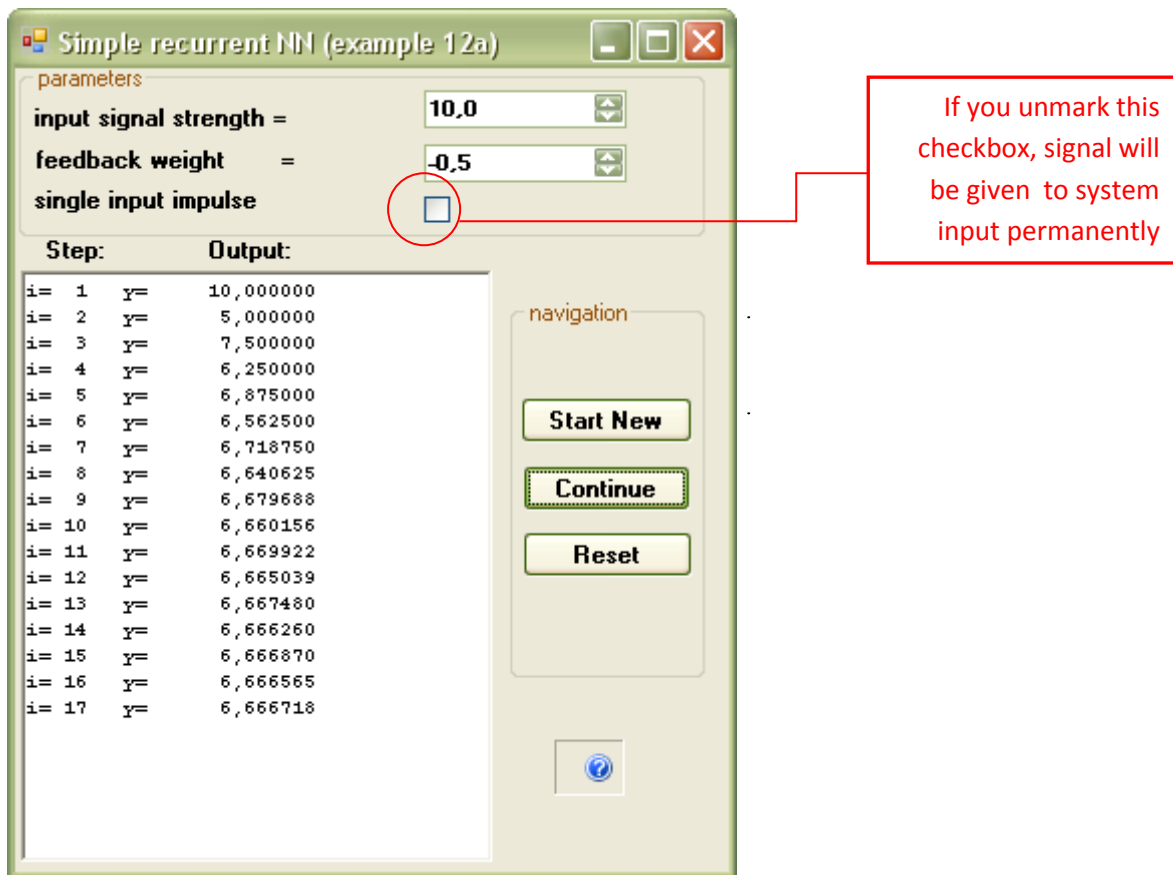 Simple recurrent NN (example 12a)
parameters
input signal strength = 10,0
feedback weight = -0,5
single input impulse
If you unmark this
checkbox, signal will
be given to system
input permanently
Step: Output:
i= 1 y= 10,000000
i= 2 y= 5,000000
i= 3 y= 7,500000
i= 4 y= 6,250000
i= 5 y= 6,875000
i= 6 y= 6,562500
i= 7 y= 6,718750
i= 8 y= 6,640625
i= 9 y= 6,679688
i= 10 y= 6,660156
i= 11 y= 6,669922
i= 12 y= 6,665039
i= 13 y= 6,667480
i= 14 y= 6,666260
i= 15 y= 6,666870
i= 16 y= 6,666565
i= 17 y= 6,666718
navigation
Start New
Continue
Reset
?